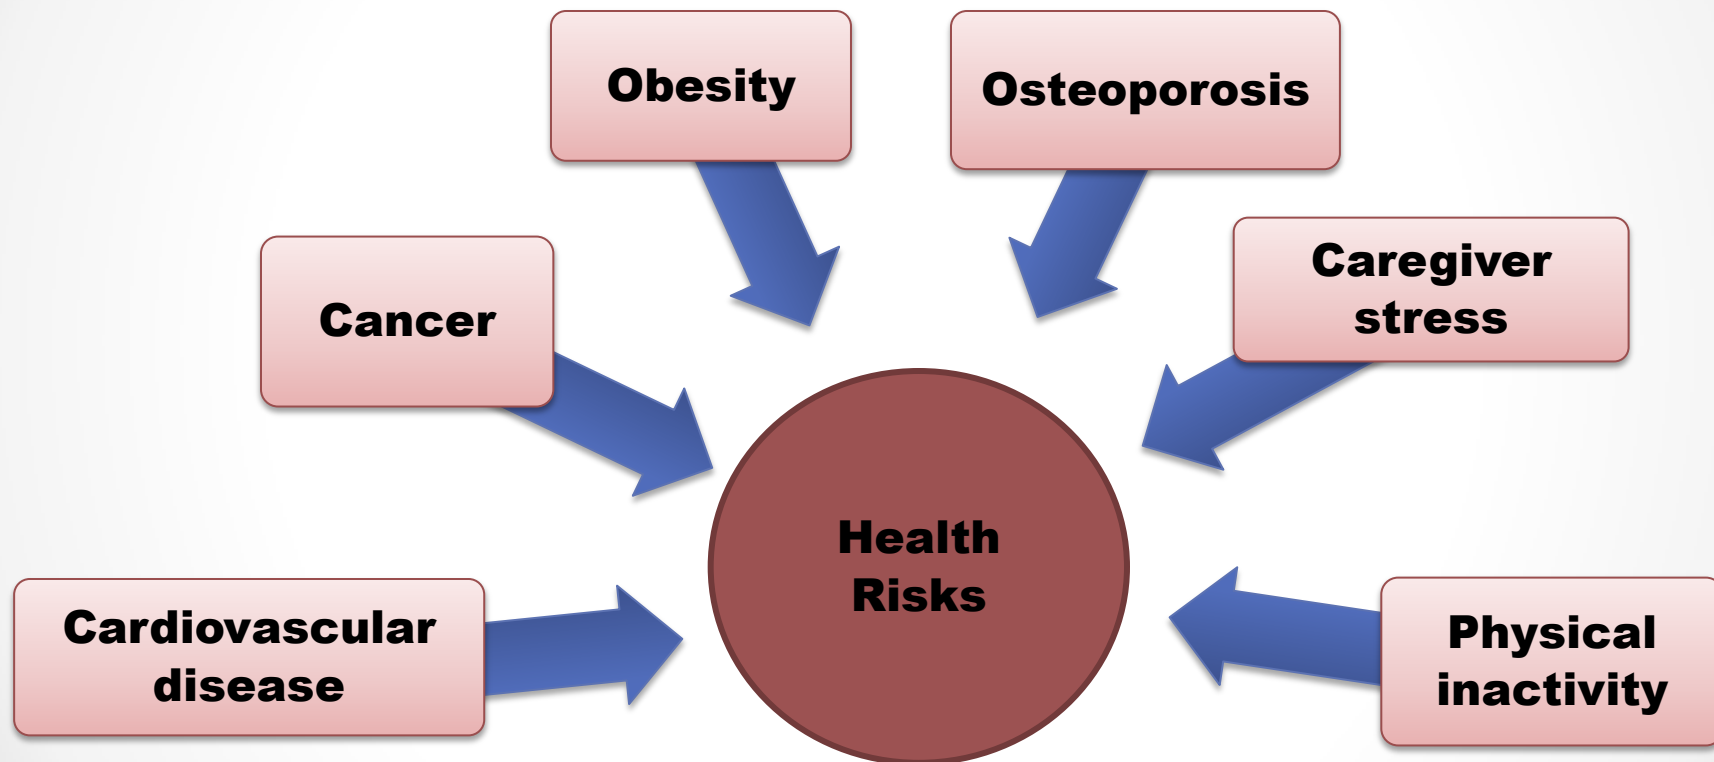 Obesity
Osteoporosis
Cancer
Caregiver
stress
Health
Risks
Cardiovascular
disease
Physical
inactivity